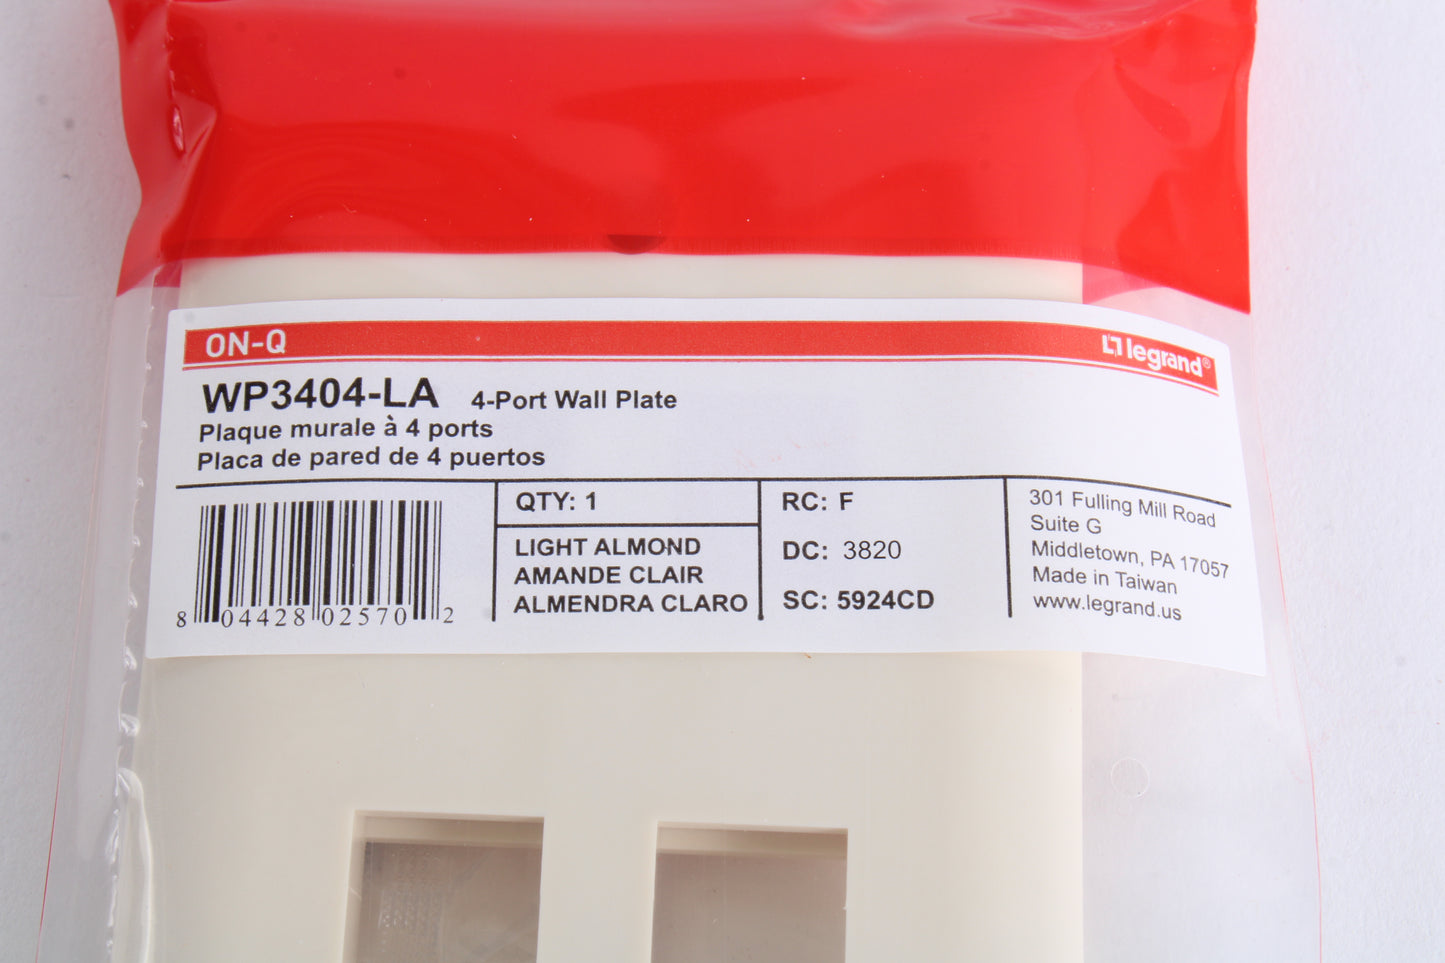 ON-Q
legrand®
WP3404-LA 4-Port Wall Plate
Plaque murale à 4 ports
Placa de pared de 4 puertos
8 04428 02570 2
QTY: 1
LIGHT ALMOND
AMANDE CLAIR
ALMENDRA CLARO
RC: F
DC: 3820
SC: 5924CD
301 Fulling Mill Road
Suite G
Middletown, PA 17057
Made in Taiwan
www.legrand.us